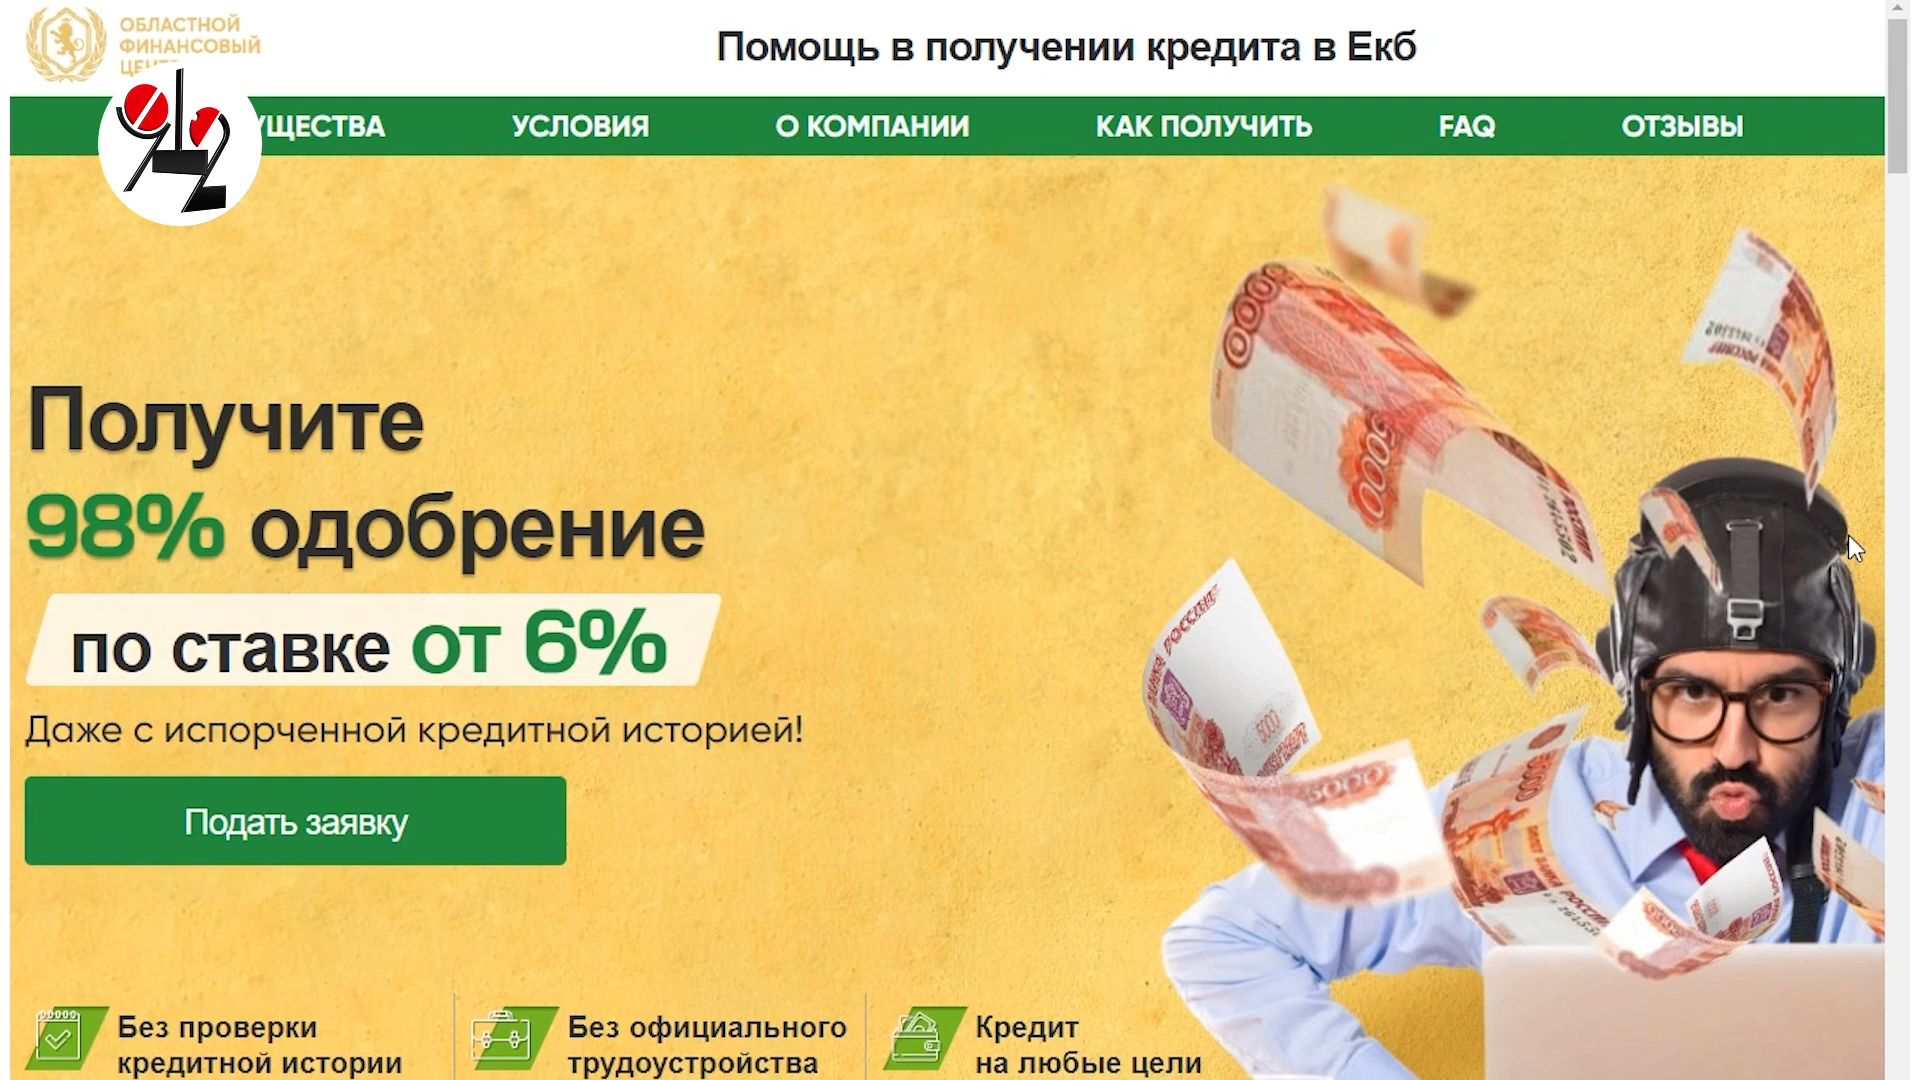 ОБЛАСТНОЙ
ФИНАНСОВЫЙ
Помощь в получении кредита в Екб
УСЛОВИЯ
О КОМПАНИИ
КАК ПОЛУЧИТЬ
FAQ
ОТЗЫВЫ
Получите
98% одобрение
по ставке от 6%
Даже с испорченной кредитной историей!
Подать заявку
Без проверки
кредитной истории
Без официального
трудоустройства
Кредит
на любые цели